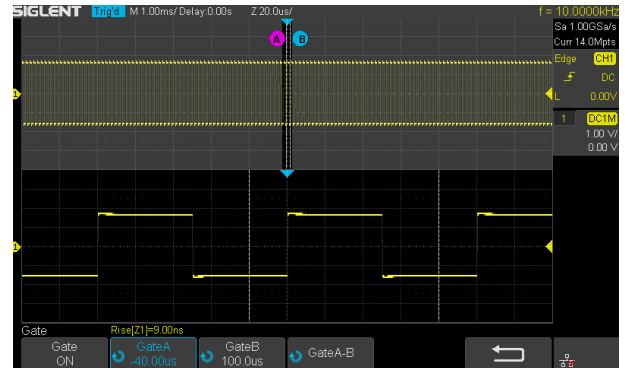 SIGLENT Trig'd M 1.00ms/ Delay:0.00s Z 20.0us/ f = 10.0000kHz
Sa 1.00GSa/s
Curr 14.0Mpts
A B
Edge CH1
DC
L 0.00V
1
1 DC1M
1.00 V/
0.00 V
1
Gate Rise[Z1]=9.00ns
Gate GateA GateB GateA-B
ON -40.00us 100.0us